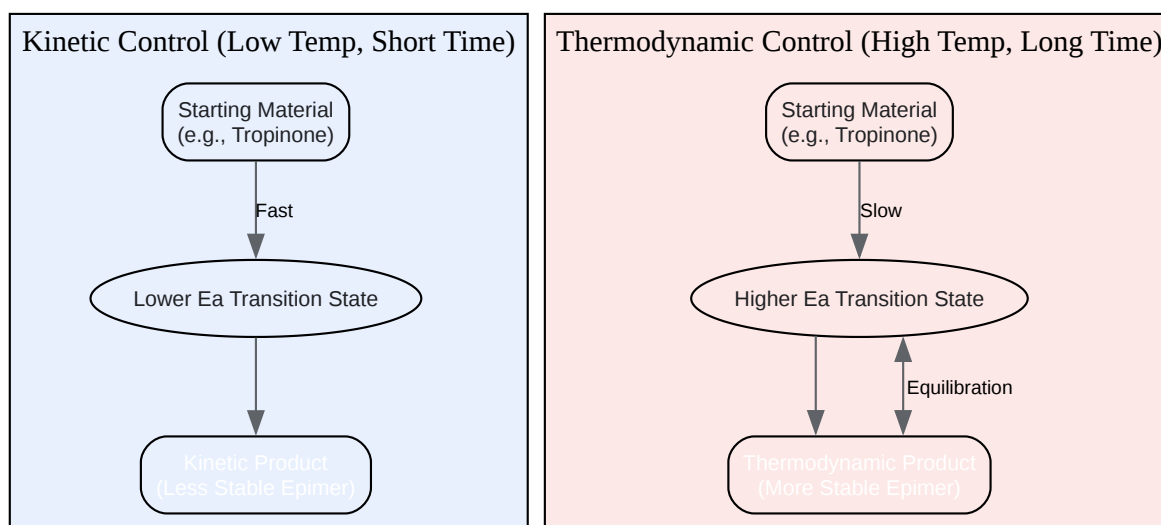 Kinetic Control (Low Temp, Short Time)
Starting Material
(e.g., Tropinone)
Fast
Lower Ea Transition State
Kinetic Product
(Less Stable Epimer)
Thermodynamic Control (High Temp, Long Time)
Starting Material
(e.g., Tropinone)
Slow
Higher Ea Transition State
Equilibration
Thermodynamic Product
(More Stable Epimer)